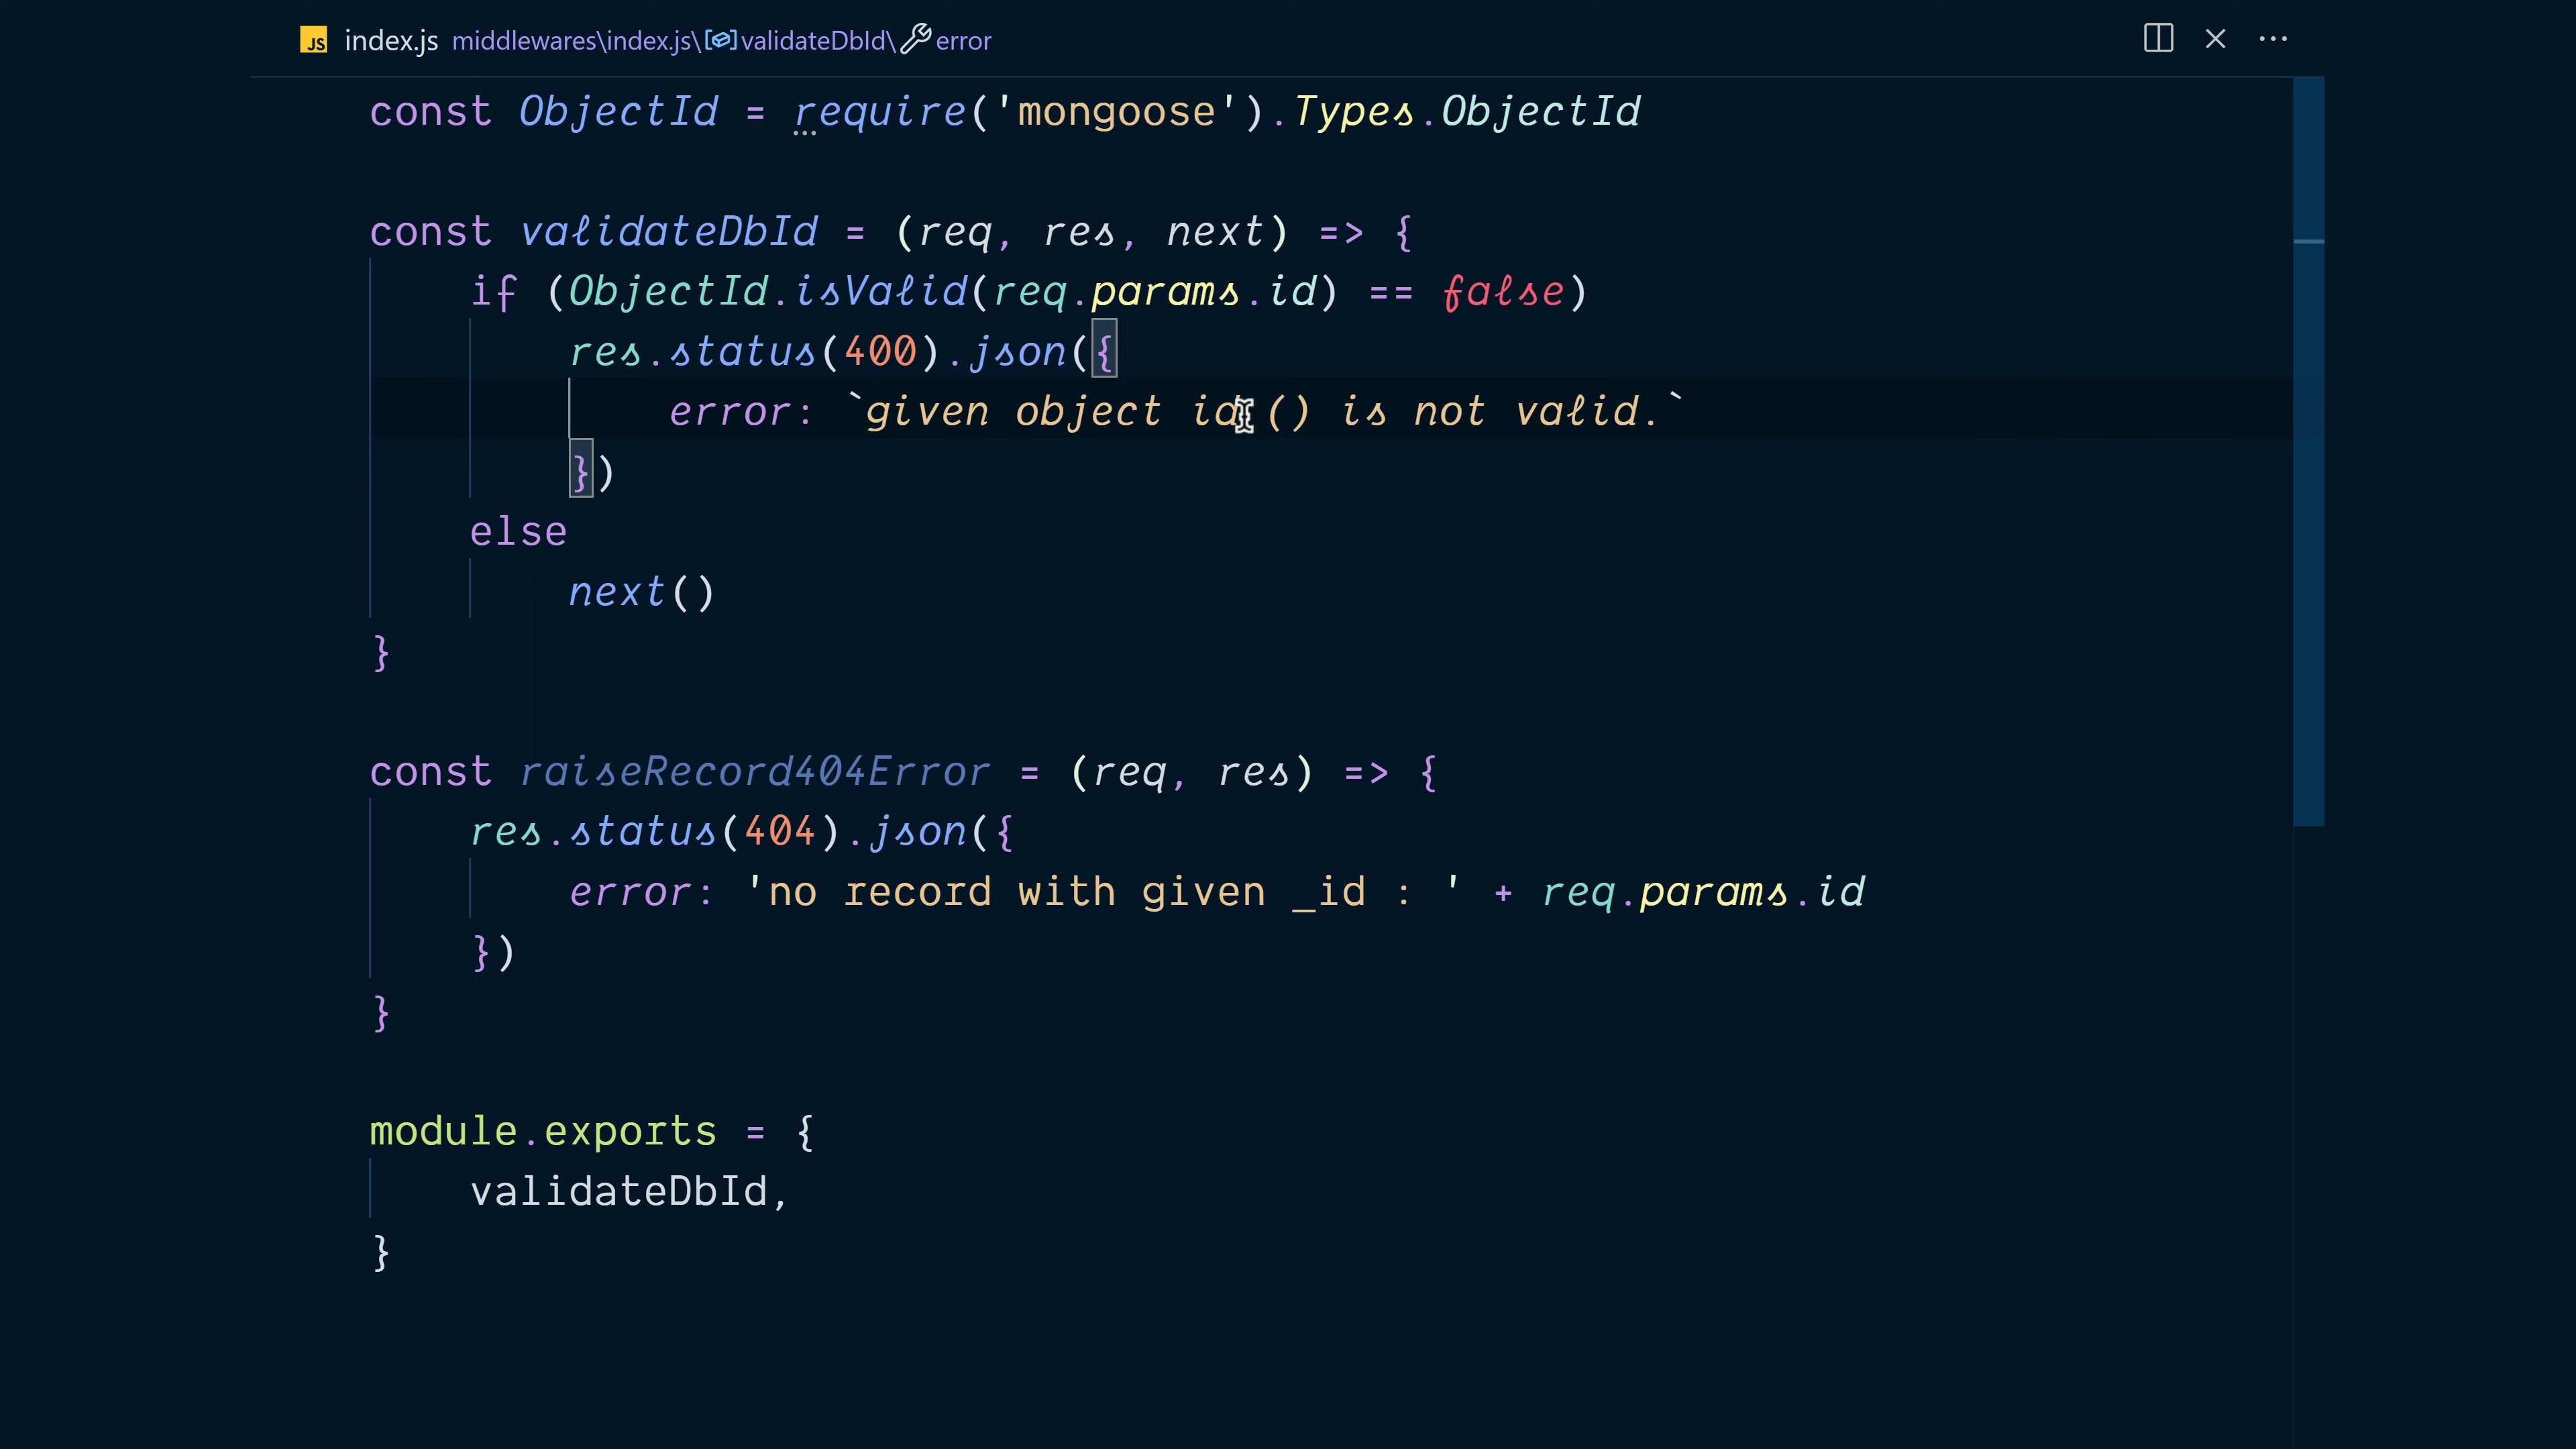 JS index.js middlewares\index.js\validateDbId\error
const ObjectId = require('mongoose').Types.ObjectId
const validateDbId = (req, res, next) => {
if (ObjectId.isValid(req.params.id) == false)
res.status(400).json({
error: `given object id () is not valid.`
})
else
next()
}
const raiseRecord404Error = (req, res) => {
res.status(404).json({
error: 'no record with given _id : ' + req.params.id
})
}
module.exports = {
validateDbId,
}